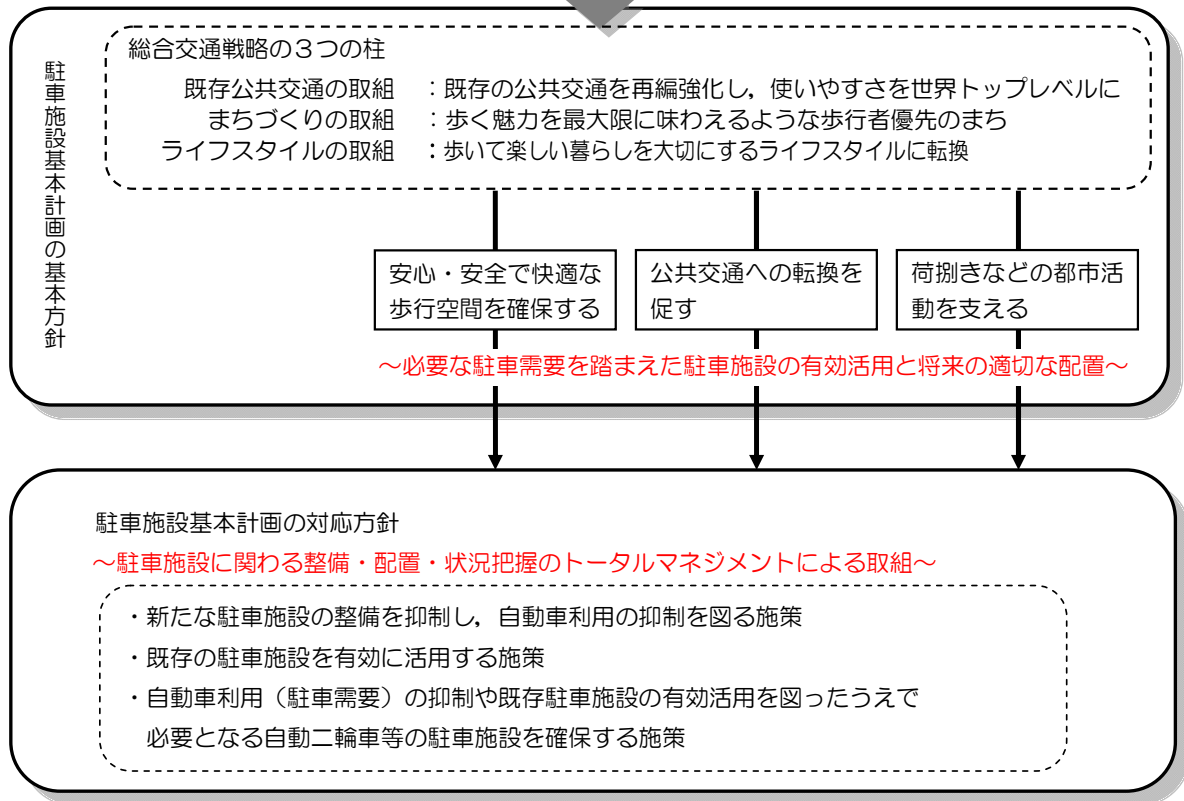 駐車施設基本計画の基本方針
総合交通戦略の３つの柱
既存公共交通の取組　：既存の公共交通を再編強化し，使いやすさを世界トップレベルに
まちづくりの取組　：歩く魅力を最大限に味わえるような歩行者優先のまち
ライフスタイルの取組　：歩いて楽しい暮らしを大切にするライフスタイルに転換
安心・安全で快適な
歩行空間を確保する
公共交通への転換を
促す
荷捌きなどの都市活
動を支える
～必要な駐車需要を踏まえた駐車施設の有効活用と将来の適切な配置～
駐車施設基本計画の対応方針
～駐車施設に関わる整備・配置・状況把握のトータルマネジメントによる取組～
・新たな駐車施設の整備を抑制し，自動車利用の抑制を図る施策
・既存の駐車施設を有効に活用する施策
・自動車利用（駐車需要）の抑制や既存駐車施設の有効活用を図ったうえで
必要となる自動二輪車等の駐車施設を確保する施策